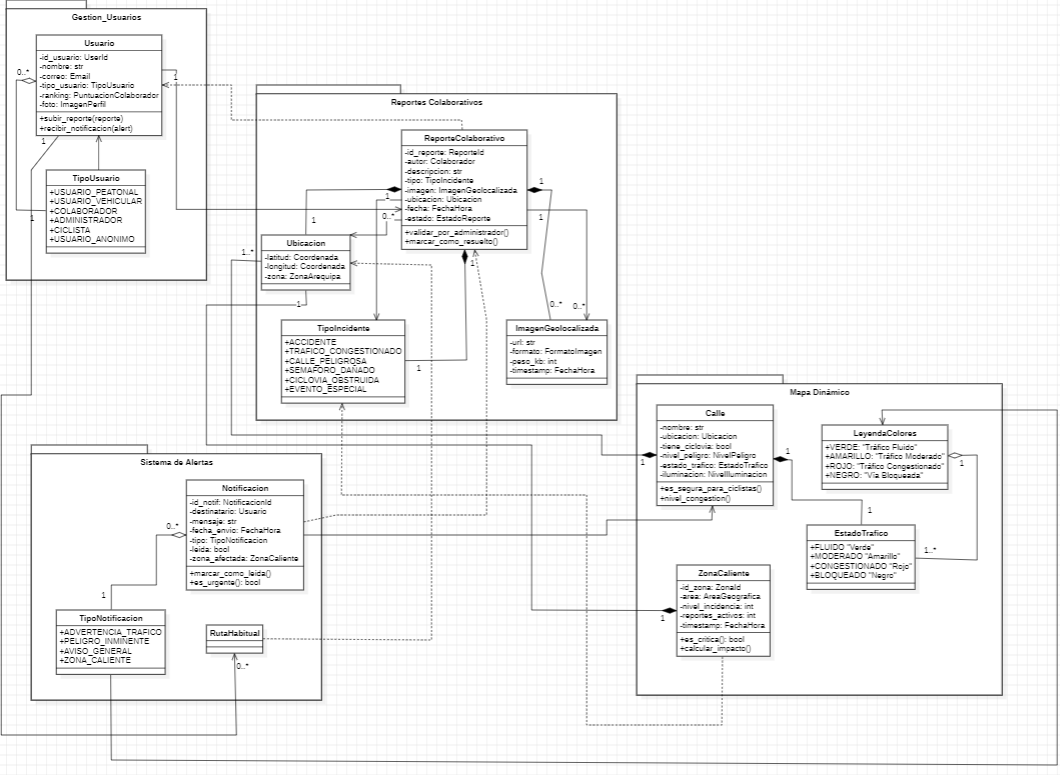 Gestion_Usuarios
Usuario
-id_usuario: UserId
-nombre: str
-correo: Email
-tipo_usuario: TipoUsuario
-ranking: PuntuacionColaborador
-foto: ImagenPerfil
+subir_reporte(reporte)
+recibir_notificacion(alert)
0..*
1
1
1
TipoUsuario
+USUARIO_PEATONAL
+USUARIO_VEHICULAR
+COLABORADOR
+ADMINISTRADOR
+CICLISTA
+USUARIO_ANONIMO
Reportes Colaborativos
ReporteColaborativo
-id_reporte: ReporteId
-autor: Colaborador
-descripcion: str
-tipo: TipoIncidente
-imagen: ImagenGeolocalizada
-ubicacion: Ubicacion
-fecha: FechaHora
-estado: EstadoReporte
+validar_por_administrador()
+marcar_como_resuelto()
1
1
0..*
1
1
1
Ubicacion
-latitud: Coordenada
-longitud: Coordenada
-zona: ZonaArequipa
1..*
1
TipoIncidente
+ACCIDENTE
+TRAFICO_CONGESTIONADO
+CALLE_PELIGROSA
+SEMAFORO_DAÑADO
+CICLOVIA_OBSTRUIDA
+EVENTO_ESPECIAL
1
0..*
0..*
ImagenGeolocalizada
-url: str
-formato: FormatoImagen
-peso_kb: int
-timestamp: FechaHora
Mapa Dinámico
Calle
-nombre: str
-ubicacion: Ubicacion
-tiene_ciclovia: bool
-nivel_peligro: NivelPeligro
-estado_trafico: EstadoTrafico
-iluminacion: NivelIluminacion
+es_segura_para_ciclistas()
+nivel_congestion()
1
1
LeyendaColores
+VERDE: "Tráfico Fluido"
+AMARILLO: "Tráfico Moderado"
+ROJO: "Tráfico Congestionado"
+NEGRO: "Vía Bloqueada"
1
1
EstadoTrafico
+FLUIDO "Verde"
+MODERADO "Amarillo"
+CONGESTIONADO "Rojo"
+BLOQUEADO "Negro"
1..*
ZonaCaliente
-id_zona: ZonaId
-area: AreaGeografica
-nivel_incidencia: int
-reportes_activos: int
-timestamp: FechaHora
+es_critica(): bool
+calcular_impacto()
1
Sistema de Alertas
Notificacion
-id_notif: NotificacionId
-destinatario: Usuario
-mensaje: str
-fecha_envio: FechaHora
-tipo: TipoNotificacion
-leida: bool
-zona_afectada: ZonaCaliente
+marcar_como_leida()
+es_urgente(): bool
0..*
1
TipoNotificacion
+ADVERTENCIA_TRAFICO
+PELIGRO_INMINENTE
+AVISO_GENERAL
+ZONA_CALIENTE
RutaHabitual
0..*